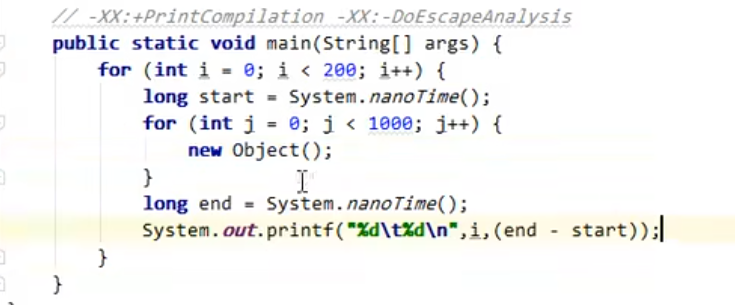 // -XX:+PrintCompilation -XX:-DoEscapeAnalysis
public static void main(String[] args) {
for (int i = 0; i < 200; i++) {
long start = System.nanoTime();
for (int j = 0; j < 1000; j++) {
new Object();
}
long end = System.nanoTime();
System.out.printf("%d\t%d\n",i,(end - start));
}
}